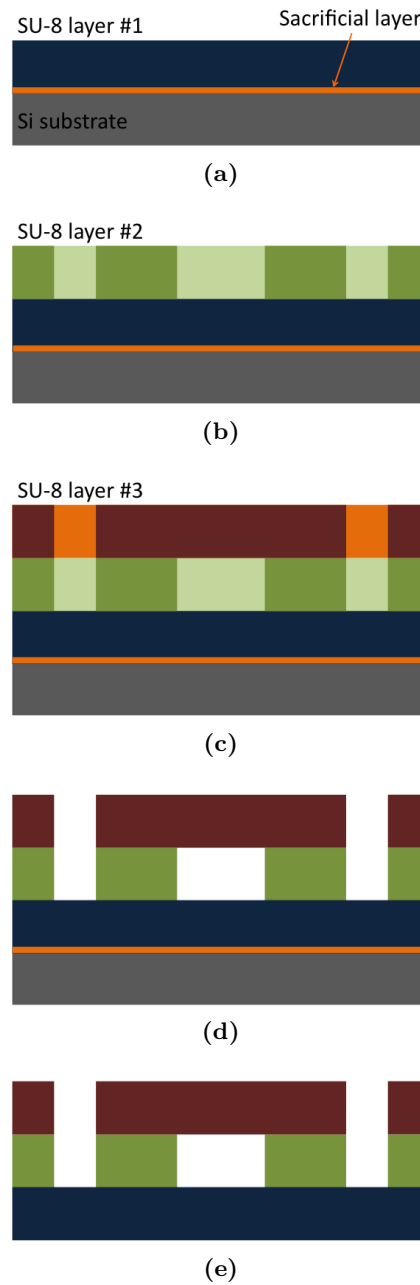 SU-8 layer #1
Sacrificial layer
Si substrate
(a)
SU-8 layer #2
(b)
SU-8 layer #3
(c)
(d)
(e)